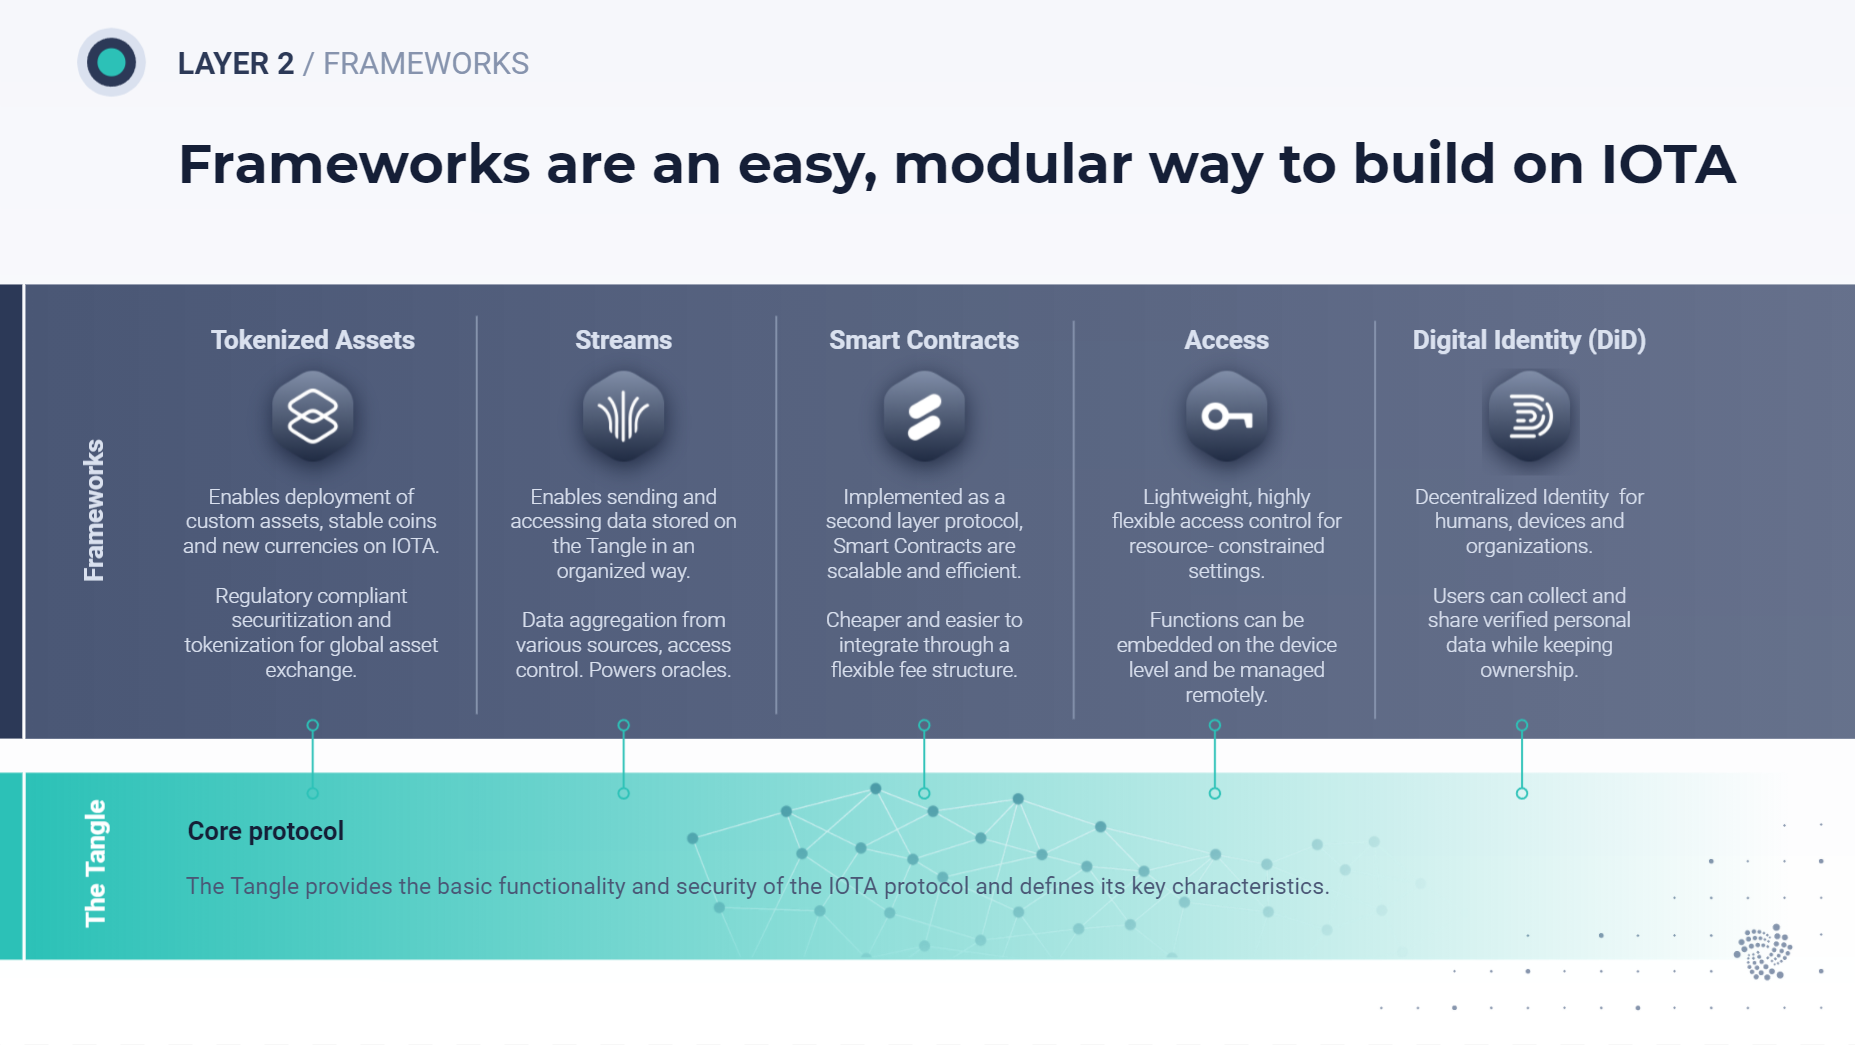 LAYER 2 / FRAMEWORKS
Frameworks are an easy, modular way to build on IOTA
Frameworks
Tokenized Assets
Enables deployment of
custom assets, stable coins
and new currencies on IOTA.
Regulatory compliant
securitization and
tokenization for global asset
exchange.
Streams
Enables sending and
accessing data stored on
the Tangle in an
organized way.
Data aggregation from
various sources, access
control. Powers oracles.
Smart Contracts
Implemented as a
second layer protocol,
Smart Contracts are
scalable and efficient.
Cheaper and easier to
integrate through a
flexible fee structure.
Access
Lightweight, highly
flexible access control for
resource- constrained
settings.
Functions can be
embedded on the device
level and be managed
remotely.
Digital Identity (DiD)
Decentralized Identity  for
humans, devices and
organizations.
Users can collect and
share verified personal
data while keeping
ownership.
The Tangle
Core protocol
The Tangle provides the basic functionality and security of the IOTA protocol and defines its key characteristics.